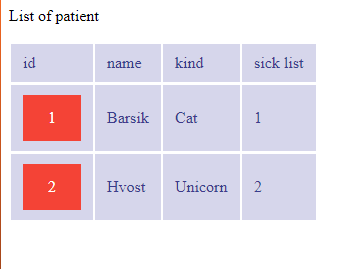 List of patient
id name kind sick list
1 Barsik Cat 1
2 Hvost Unicorn 2